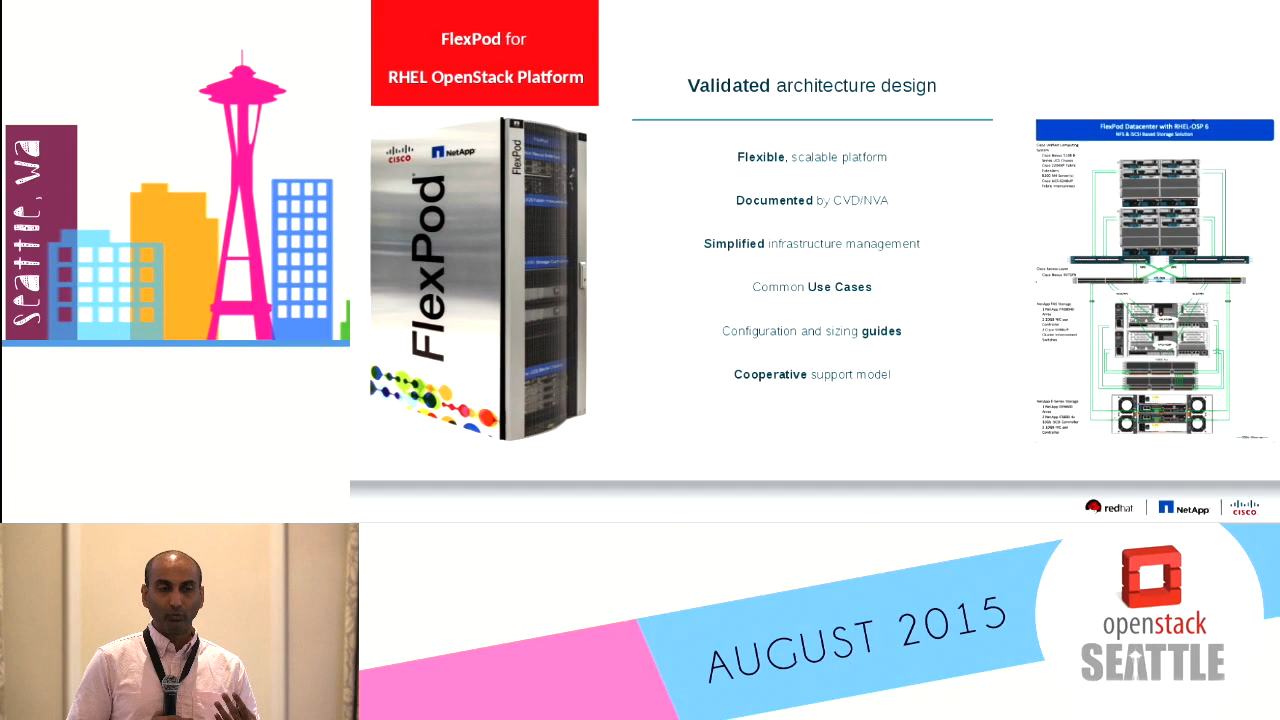 Seattle, WA
FlexPod for
RHEL OpenStack Platform
CISCO
NetApp
FlexPod
FlexPod
Validated architecture design
Flexible, scalable platform
Documented by CVD/NVA
Simplified infrastructure management
Common Use Cases
Configuration and sizing guides
Cooperative support model
FlexPod Datacenter with RHEL-OSP 6
NFS & iSCSI Based Storage Solution
redhat
NetApp
CISCO
AUGUST 2015
openstack
SEATTLE